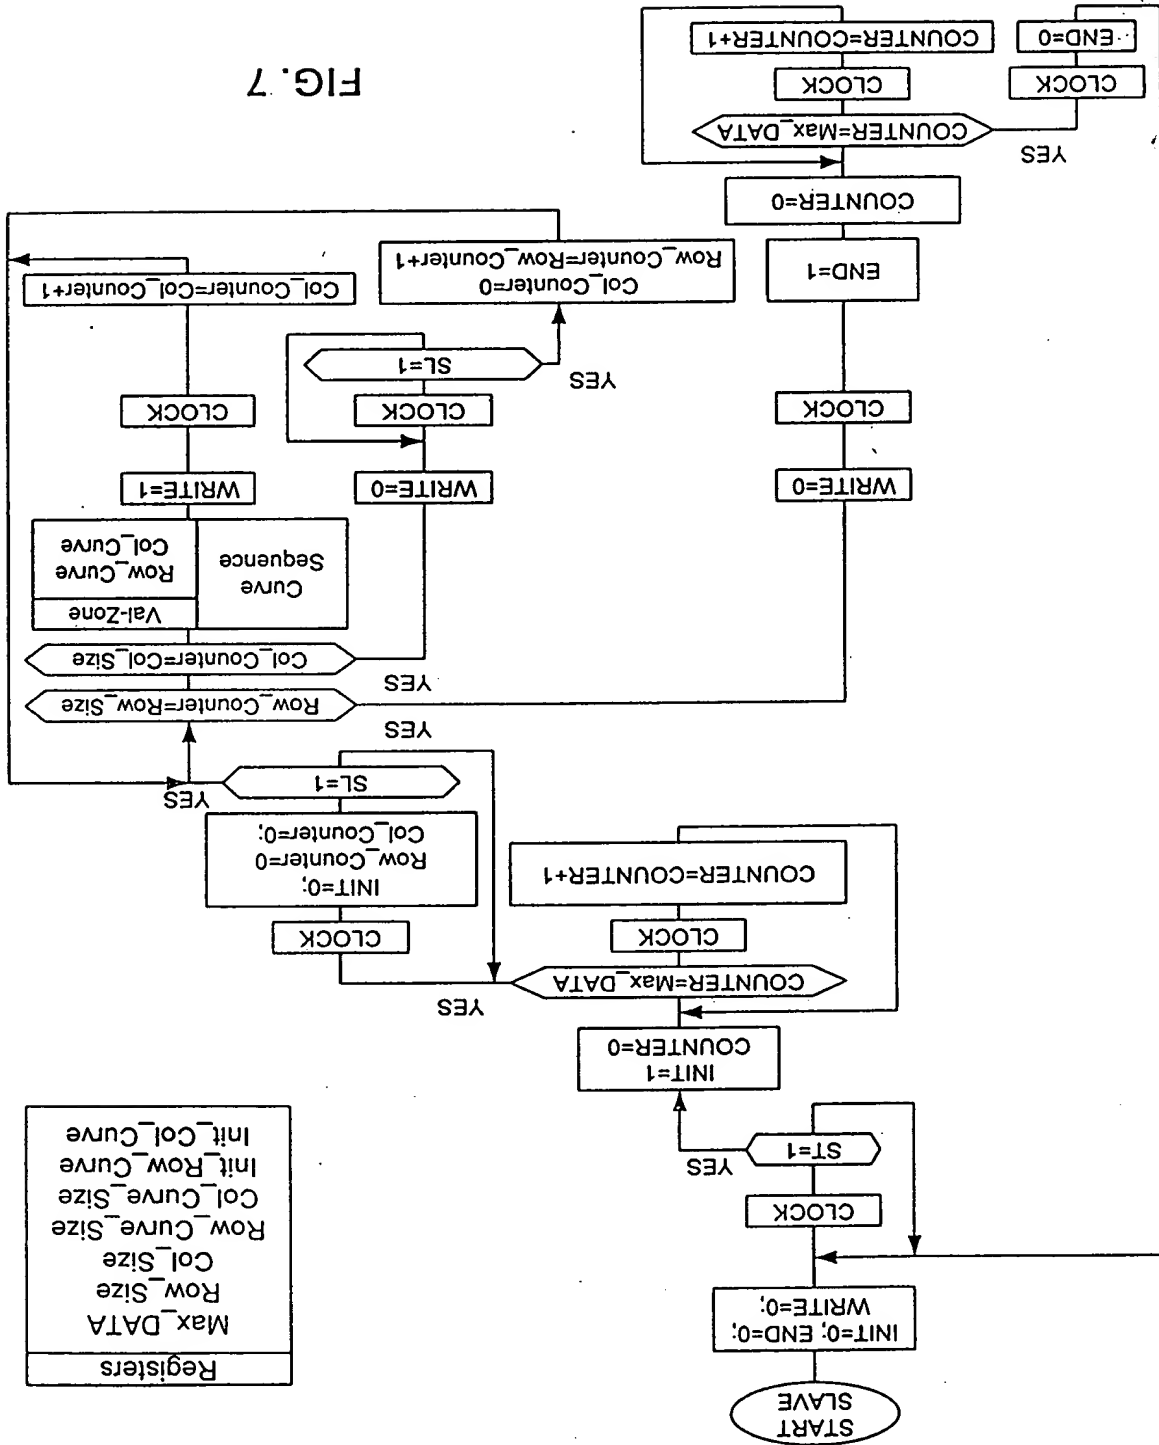 START
SLAVE
INIT=0; END=0;
WRITE=0;
CLOCK
ST=1
YES
INIT=1
COUNTER=0
COUNTER=Max_DATA
YES
CLOCK
COUNTER=COUNTER+1
CLOCK
INIT=0:
Row_Counter=0
Col_Counter=0:
SL=1
YES
Registers
Max_DATA
Row_Size
Col_Size
Row_Curve_Size
Col_Curve_Size
Init_Row_Curve
Init_Col_Curve
Row_Counter=Row_Size
YES
Col_Counter=Col_Size
YES
Val-Zone
Row_Curve
Col_Curve
Curve
Sequence
WRITE=1
CLOCK
Col_Counter=Col_Counter+1
WRITE=0
CLOCK
SL=1
YES
Col_Counter=0
Row_Counter=Row_Counter+1
WRITE=0
CLOCK
END=1
COUNTER=0
COUNTER=Max_DATA
YES
CLOCK
COUNTER=COUNTER+1
CLOCK
END=0
FIG. 7